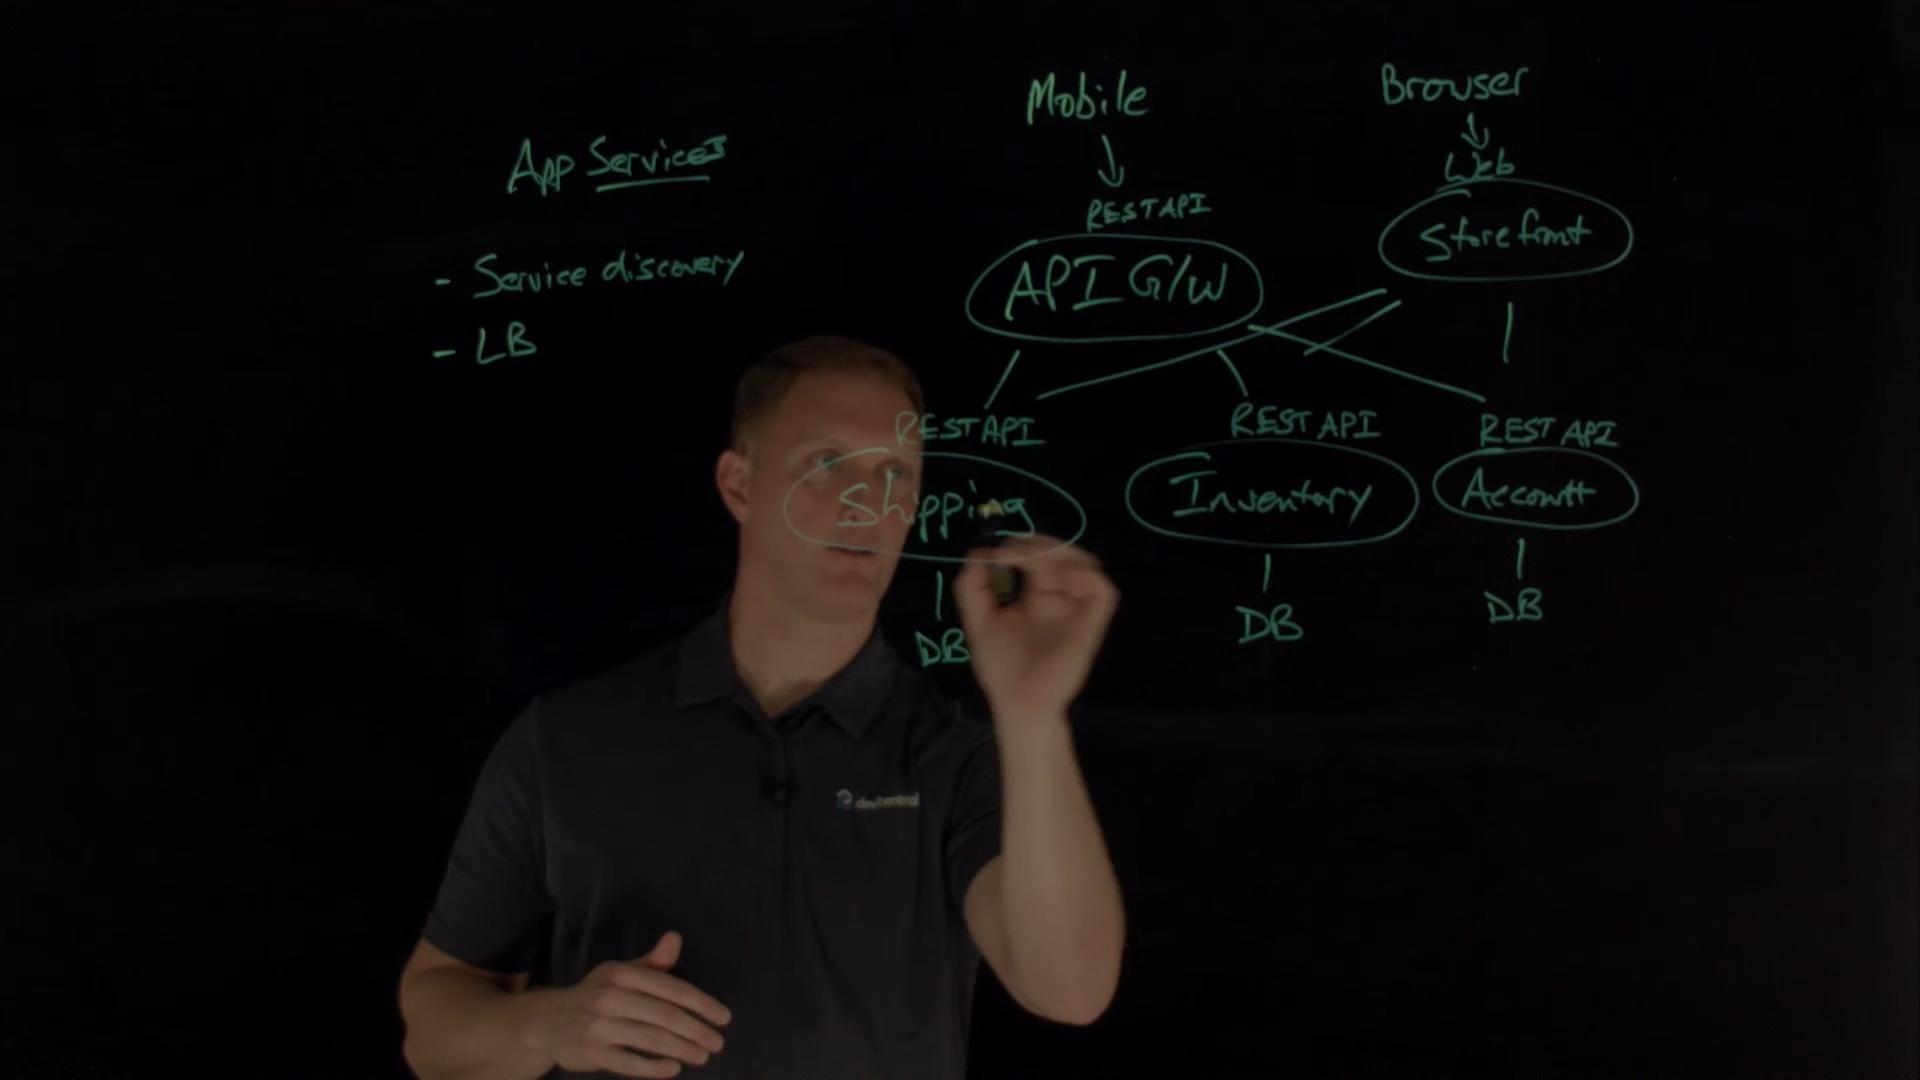 Mobile
Browser
Web
App Services
REST API
Storefront
- Service discovery
API G/W
- LB
REST API
REST API
REST API
Shipping
Inventory
Account
DB
DB
DB